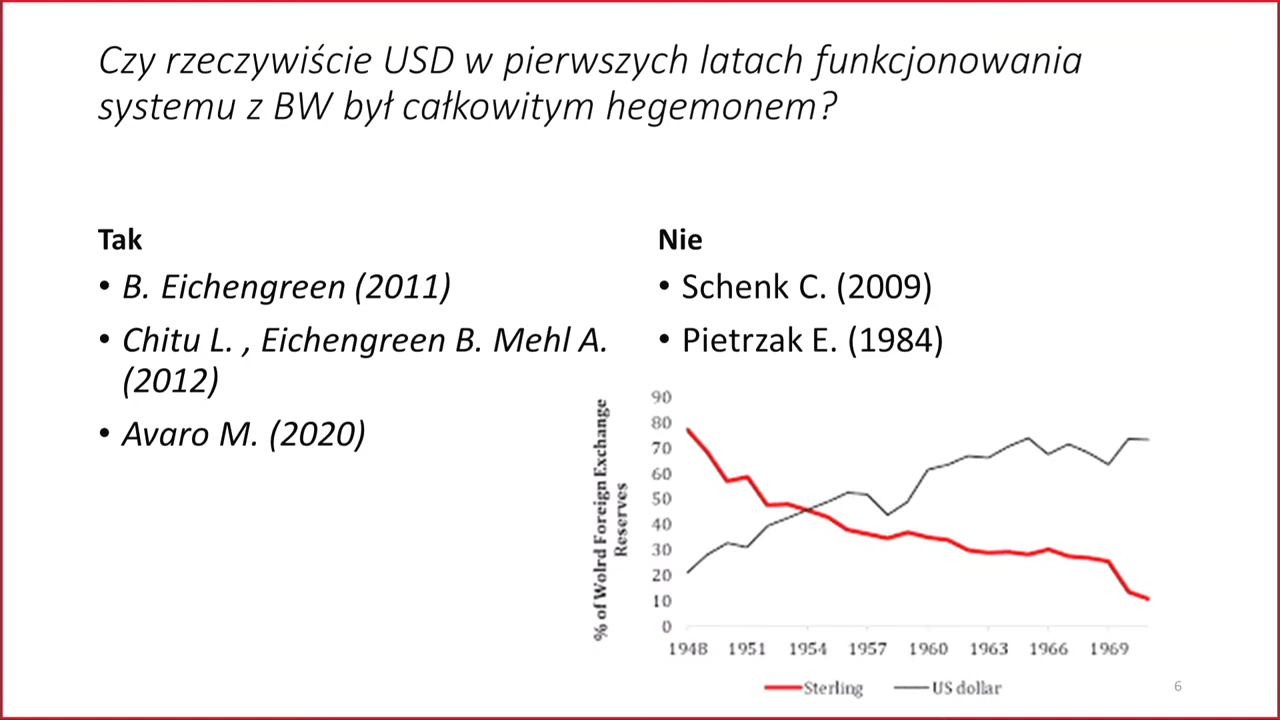 Czy rzeczywiście USD w pierwszych latach funkcjonowania
systemu z BW był całkowitym hegemonem?
Tak
• B. Eichengreen (2011)
• Chitu L. , Eichengreen B. Mehl A.
(2012)
• Avaro M. (2020)
Nie
• Schenk C. (2009)
• Pietrzak E. (1984)
% of Wolrd Foreign Exchange
Reserves
90
80
70
60
50
40
30
20
10
0
1948 1951 1954 1957 1960 1963 1966 1969
Sterling US dollar
6